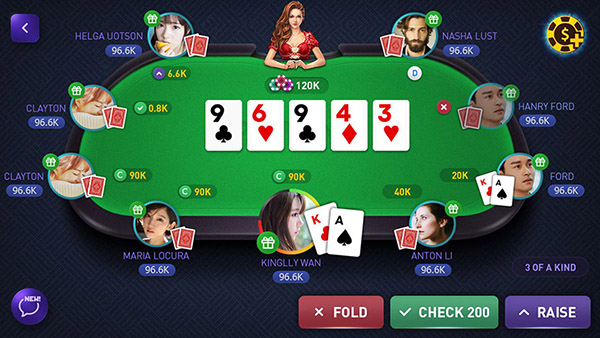 HELGA UOTSON
96.6K
NASHA LUST
96.6K
$
6.6K
120K
D
CLAYTON
96.6K
0.8K
9 6 9 4 3
HANRY FORD
96.6K
CLAYTON
96.6K
C 90K
C 90K
40K
20K
K A
FORD
96.6K
MARIA LOCURA
96.6K
K A
KINGLLY WAN
96.6K
ANTON LI
96.6K
3 OF A KIND
NEW!
FOLD
CHECK 200
RAISE